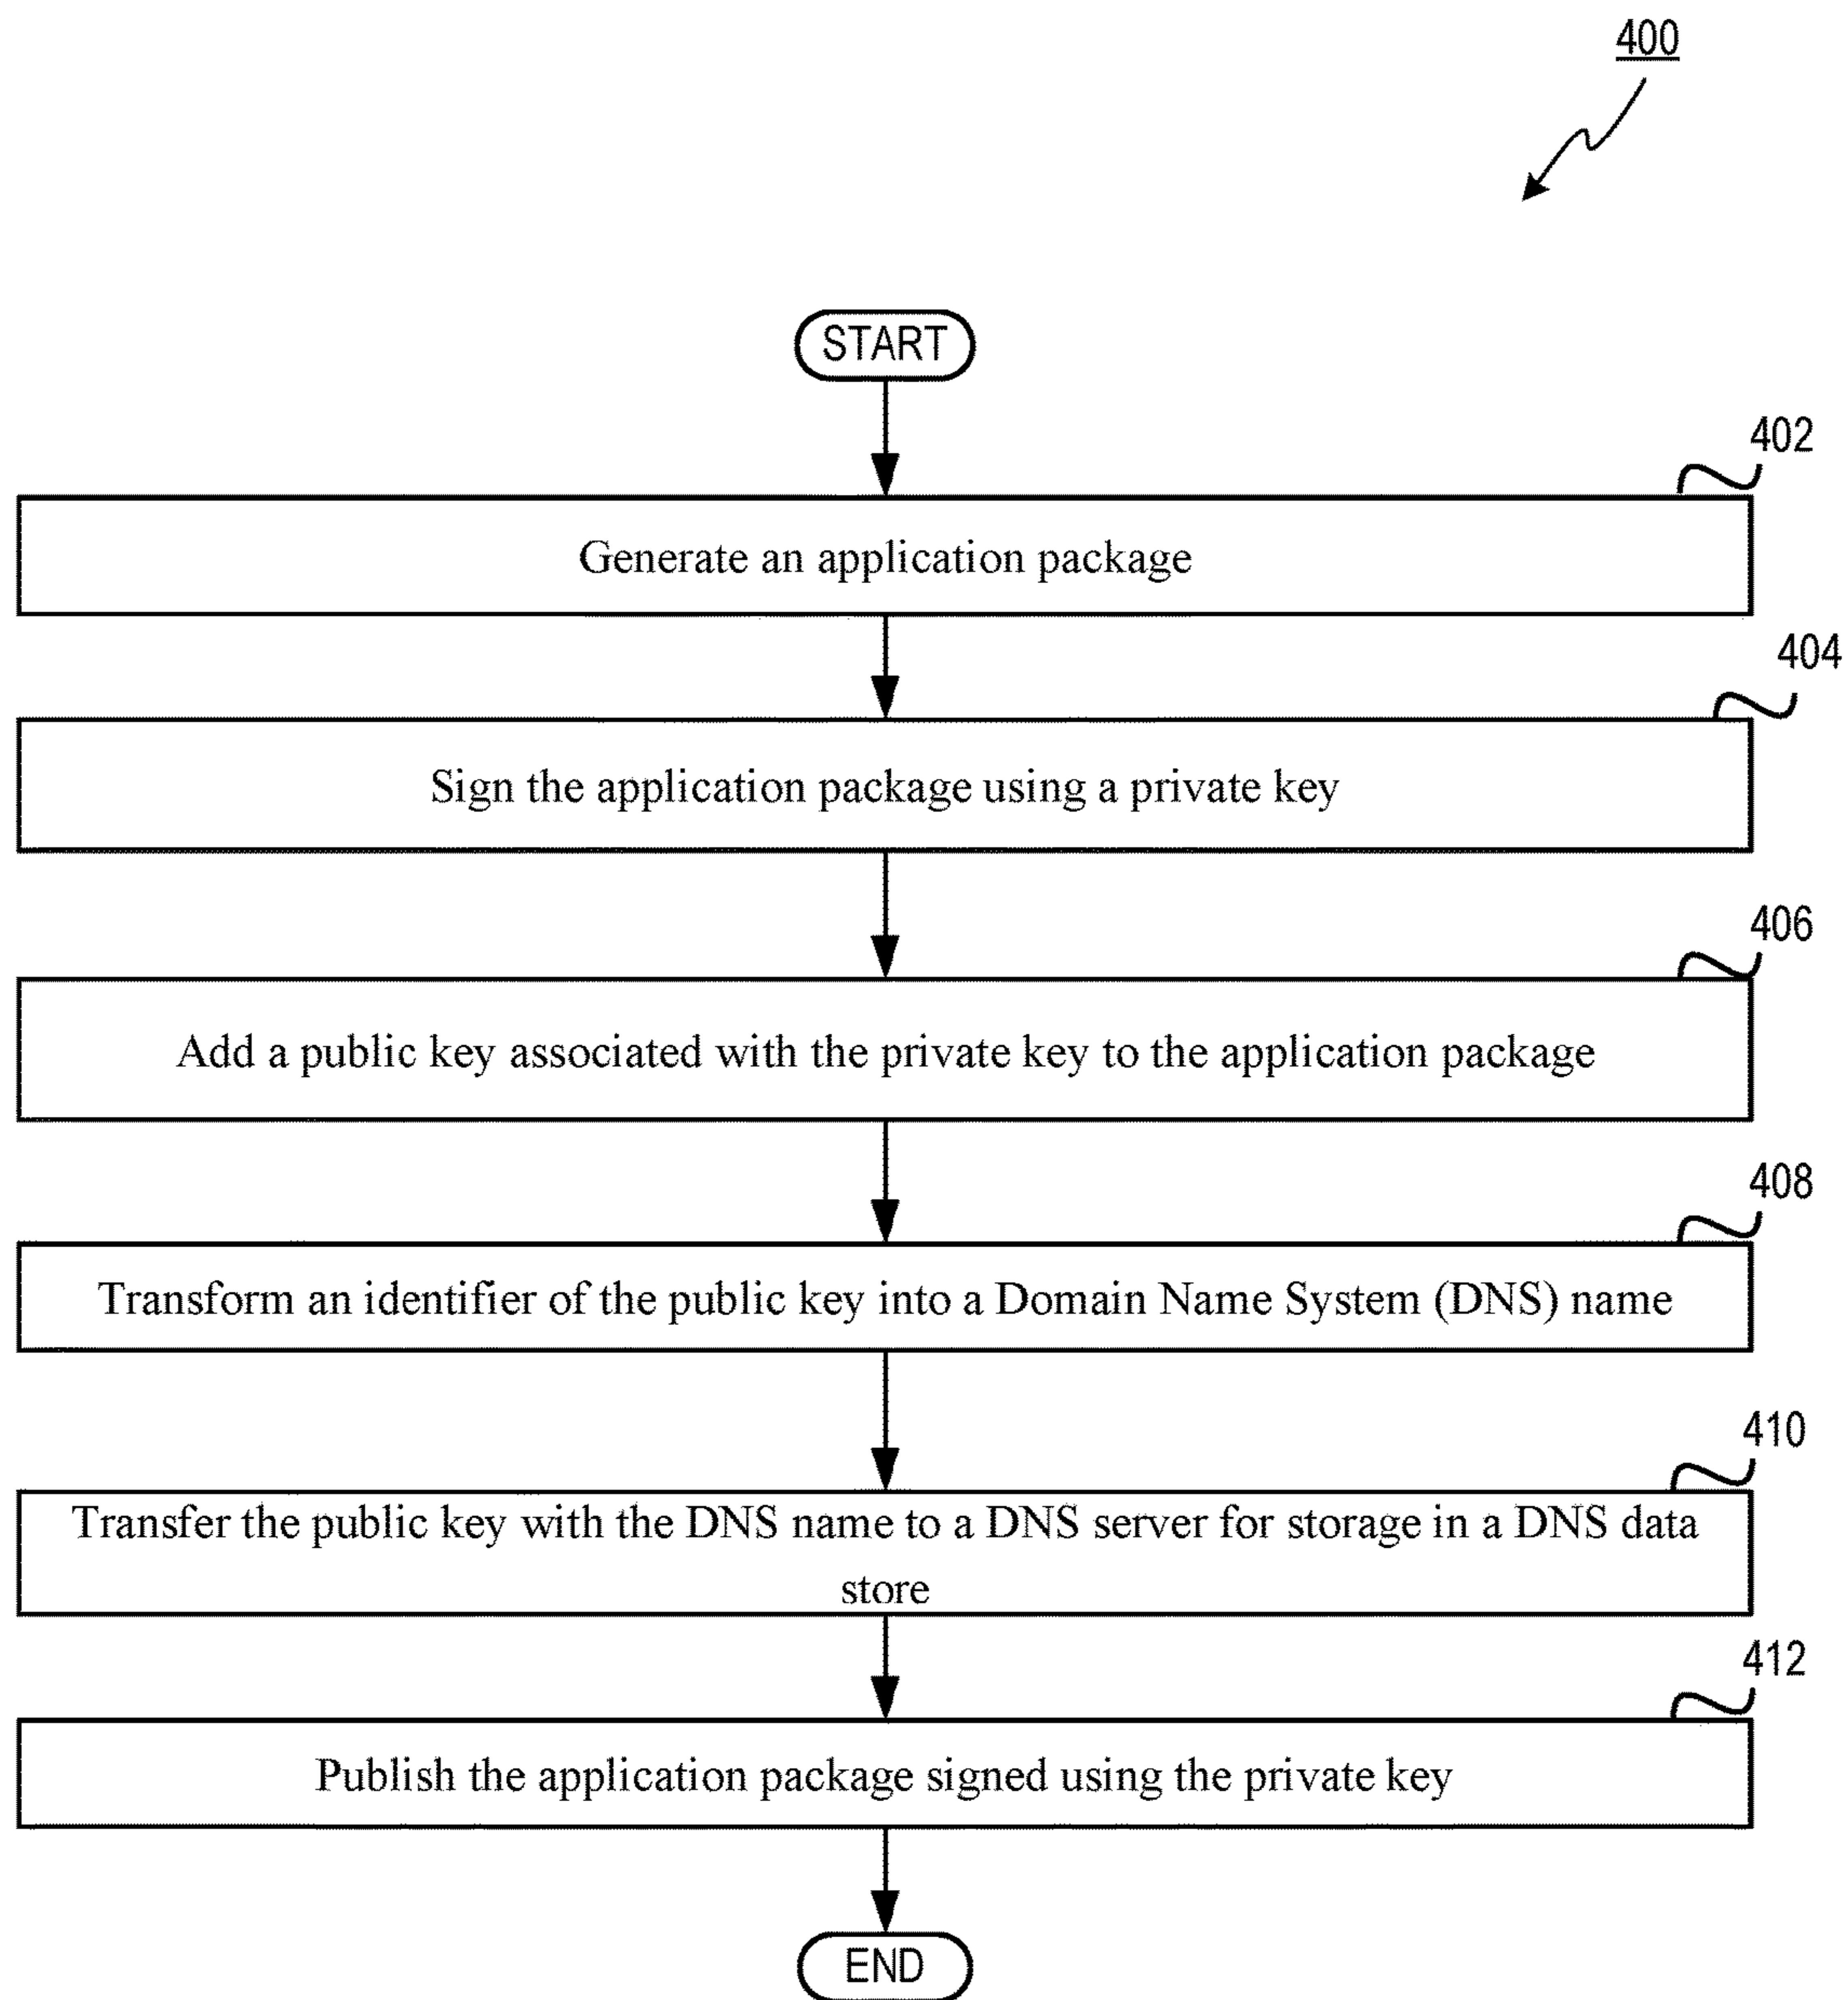 400
START
402
Generate an application package
404
Sign the application package using a private key
406
Add a public key associated with the private key to the application package
408
Transform an identifier of the public key into a Domain Name System (DNS) name
410
Transfer the public key with the DNS name to a DNS server for storage in a DNS data
store
412
Publish the application package signed using the private key
END